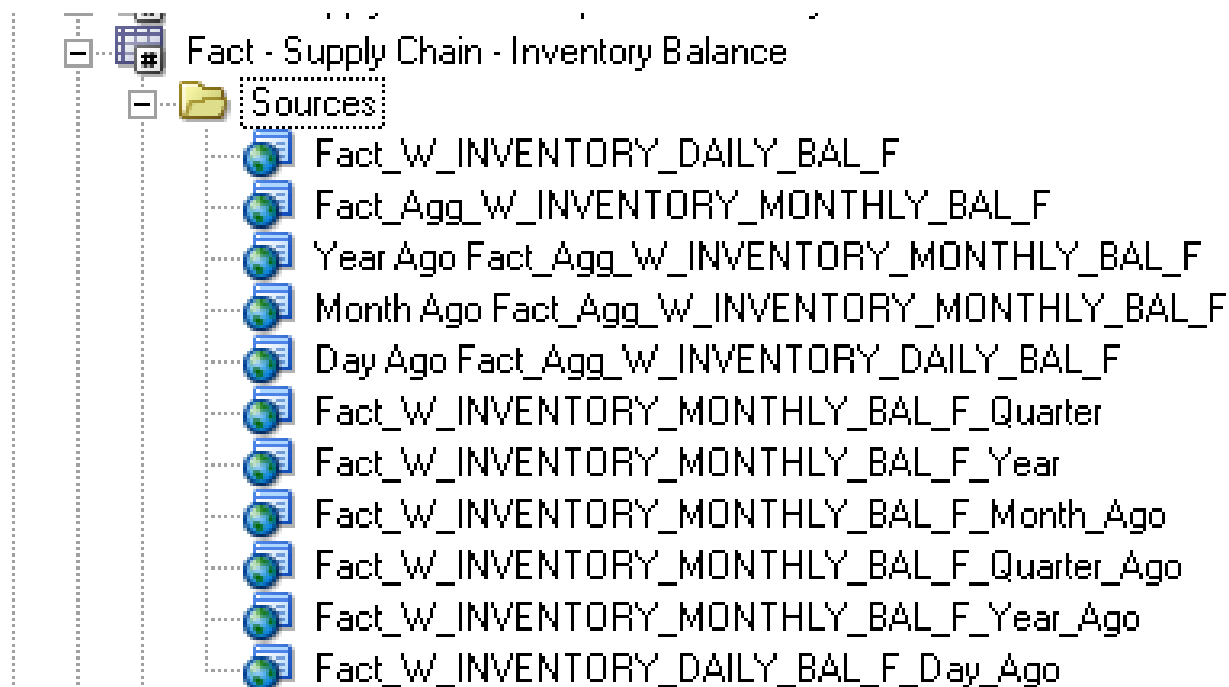 Fact - Supply Chain - Inventory Balance
Sources
Fact_W_INVENTORY_DAILY_BAL_F
Fact_Agg_W_INVENTORY_MONTHLY_BAL_F
Year Ago Fact_Agg_W_INVENTORY_MONTHLY_BAL_F
Month Ago Fact_Agg_W_INVENTORY_MONTHLY_BAL_F
Day Ago Fact_Agg_W_INVENTORY_DAILY_BAL_F
Fact_W_INVENTORY_MONTHLY_BAL_F_Quarter
Fact_W_INVENTORY_MONTHLY_BAL_F_Year
Fact_W_INVENTORY_MONTHLY_BAL_F_Month_Ago
Fact_W_INVENTORY_MONTHLY_BAL_F_Quarter_Ago
Fact_W_INVENTORY_MONTHLY_BAL_F_Year_Ago
Fact_W_INVENTORY_DAILY_BAL_F_Day_Ago